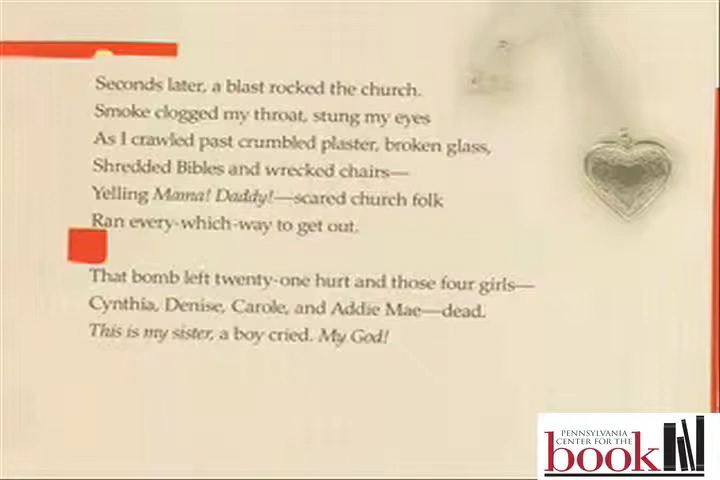 Seconds later, a blast rocked the church.
Smoke clogged my throat, stung my eyes
As I crawled past crumbled plaster, broken glass,
Shredded Bibles and wrecked chairs—
Yelling Mama! Daddy!—scared church folk
Ran every-which-way to get out.
That bomb left twenty-one hurt and those four girls—
Cynthia, Denise, Carole, and Addie Mae—dead.
This is my sister, a boy cried. My God!
PENNSYLVANIA
CENTER FOR THE
book